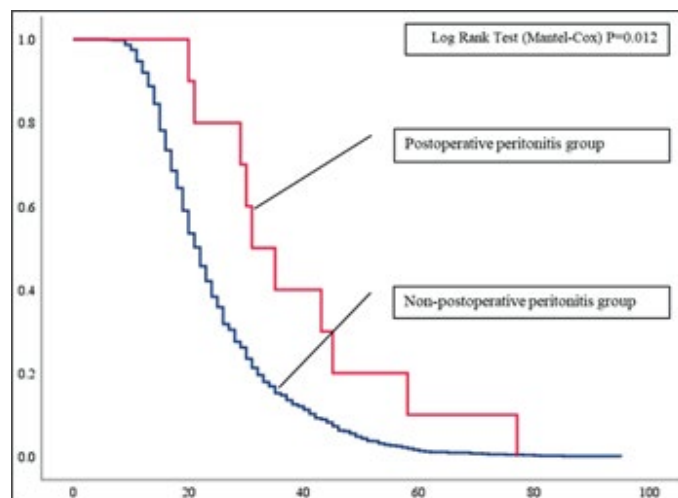 Log Rank Test (Mantel-Cox) P=0.012
1.0
0.8
Postoperative peritonitis group
0.6
0.4
Non-postoperative peritonitis group
0.2
0.0
0 20 40 60 80 100